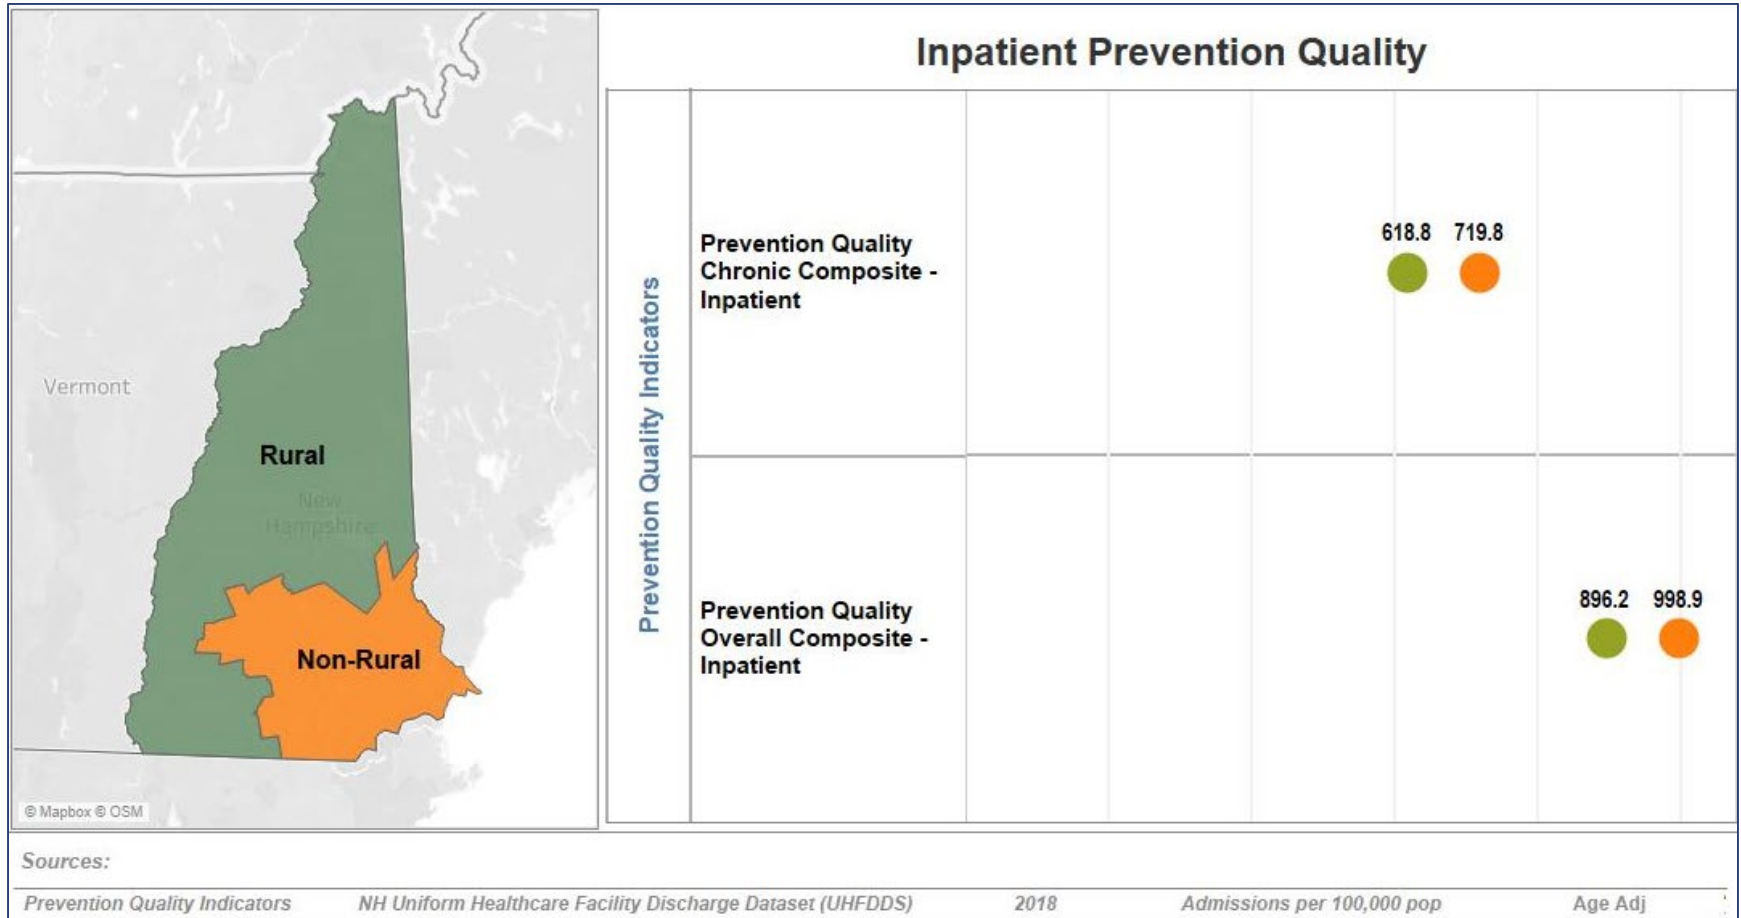 Inpatient Prevention Quality
Vermont
Rural
New
Hampshire
Non-Rural
© Mapbox © OSM
Prevention Quality Indicators
Prevention Quality
Chronic Composite -
Inpatient
618.8 719.8
Prevention Quality
Overall Composite -
Inpatient
896.2 998.9
Sources:
Prevention Quality Indicators NH Uniform Healthcare Facility Discharge Dataset (UHFDDS) 2018 Admissions per 100,000 pop Age Adj